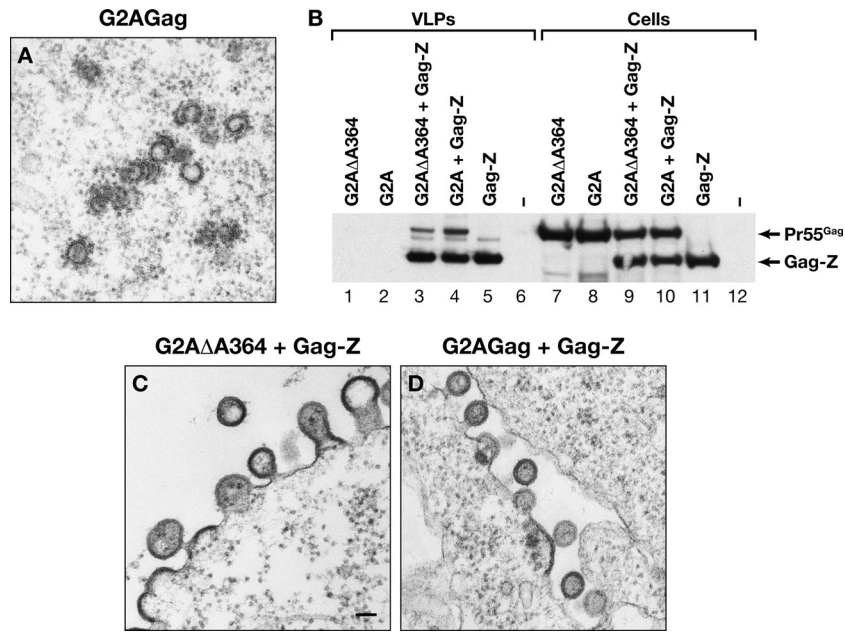 G2AGag
A
B
VLPs
Cells
G2AΔA364
G2A
G2AΔA364 + Gag-Z
G2A + Gag-Z
Gag-Z
–
G2AΔA364
G2A
G2AΔA364 + Gag-Z
G2A + Gag-Z
Gag-Z
–
Pr55Gag
Gag-Z
1 2 3 4 5 6 7 8 9 10 11 12
G2AΔA364 + Gag-Z
G2AGag + Gag-Z
C
D